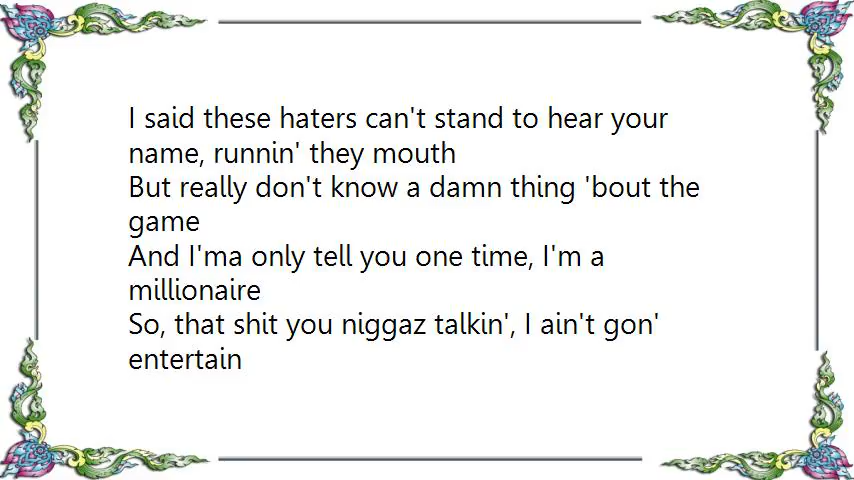 I said these haters can't stand to hear your
name, runnin' they mouth
But really don't know a damn thing 'bout the
game
And I'ma only tell you one time, I'm a
millionaire
So, that shit you niggaz talkin', I ain't gon'
entertain